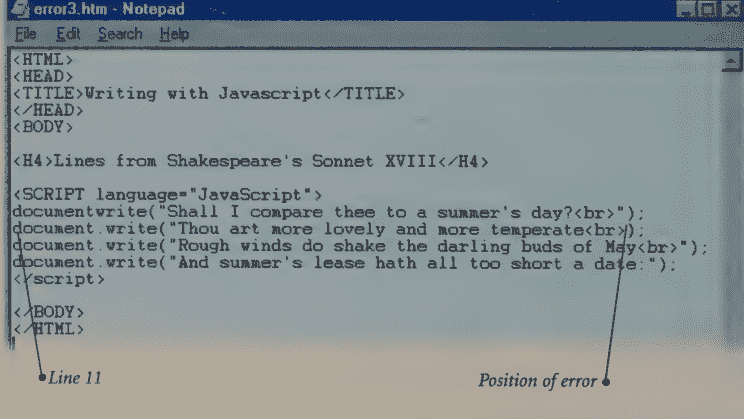 error3.htm - Notepad
File Edit Search Help
<HTML>
<HEAD>
<TITLE>Writing with Javascript</TITLE>
</HEAD>
<BODY>
<H4>Lines from Shakespeare's Sonnet XVIII</H4>
<SCRIPT language="JavaScript">
documentwrite("Shall I compare thee to a summer's day?<br>");
document.write("Thou art more lovely and more temperate<br>);
document.write("Rough winds do shake the darling buds of May<br>");
document.write("And summer's lease hath all too short a date:");
</script>
</BODY>
</HTML>
Line 11
Position of error